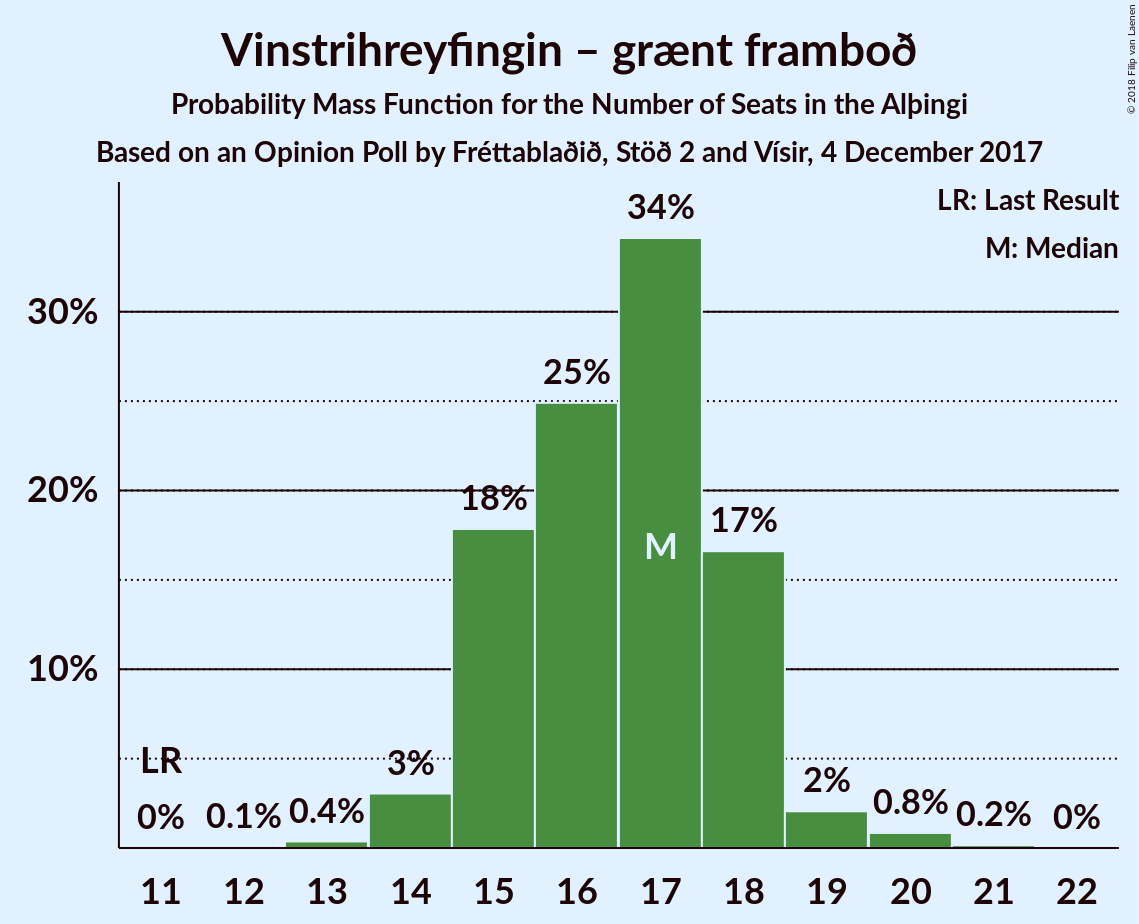 Vinstrihreyfingin – grænt framboð
Probability Mass Function for the Number of Seats in the Alþingi
Based on an Opinion Poll by Fréttablaðið, Stöð 2 and Vísir, 4 December 2017
© 2018 Filip van Laenen
LR: Last Result
M: Median
34%
30%
25%
20%
18%
17%
M
10%
LR
3%
2%
0%
0.1%
0.4%
0.8%
0.2%
0%
11 12 13 14 15 16 17 18 19 20 21 22